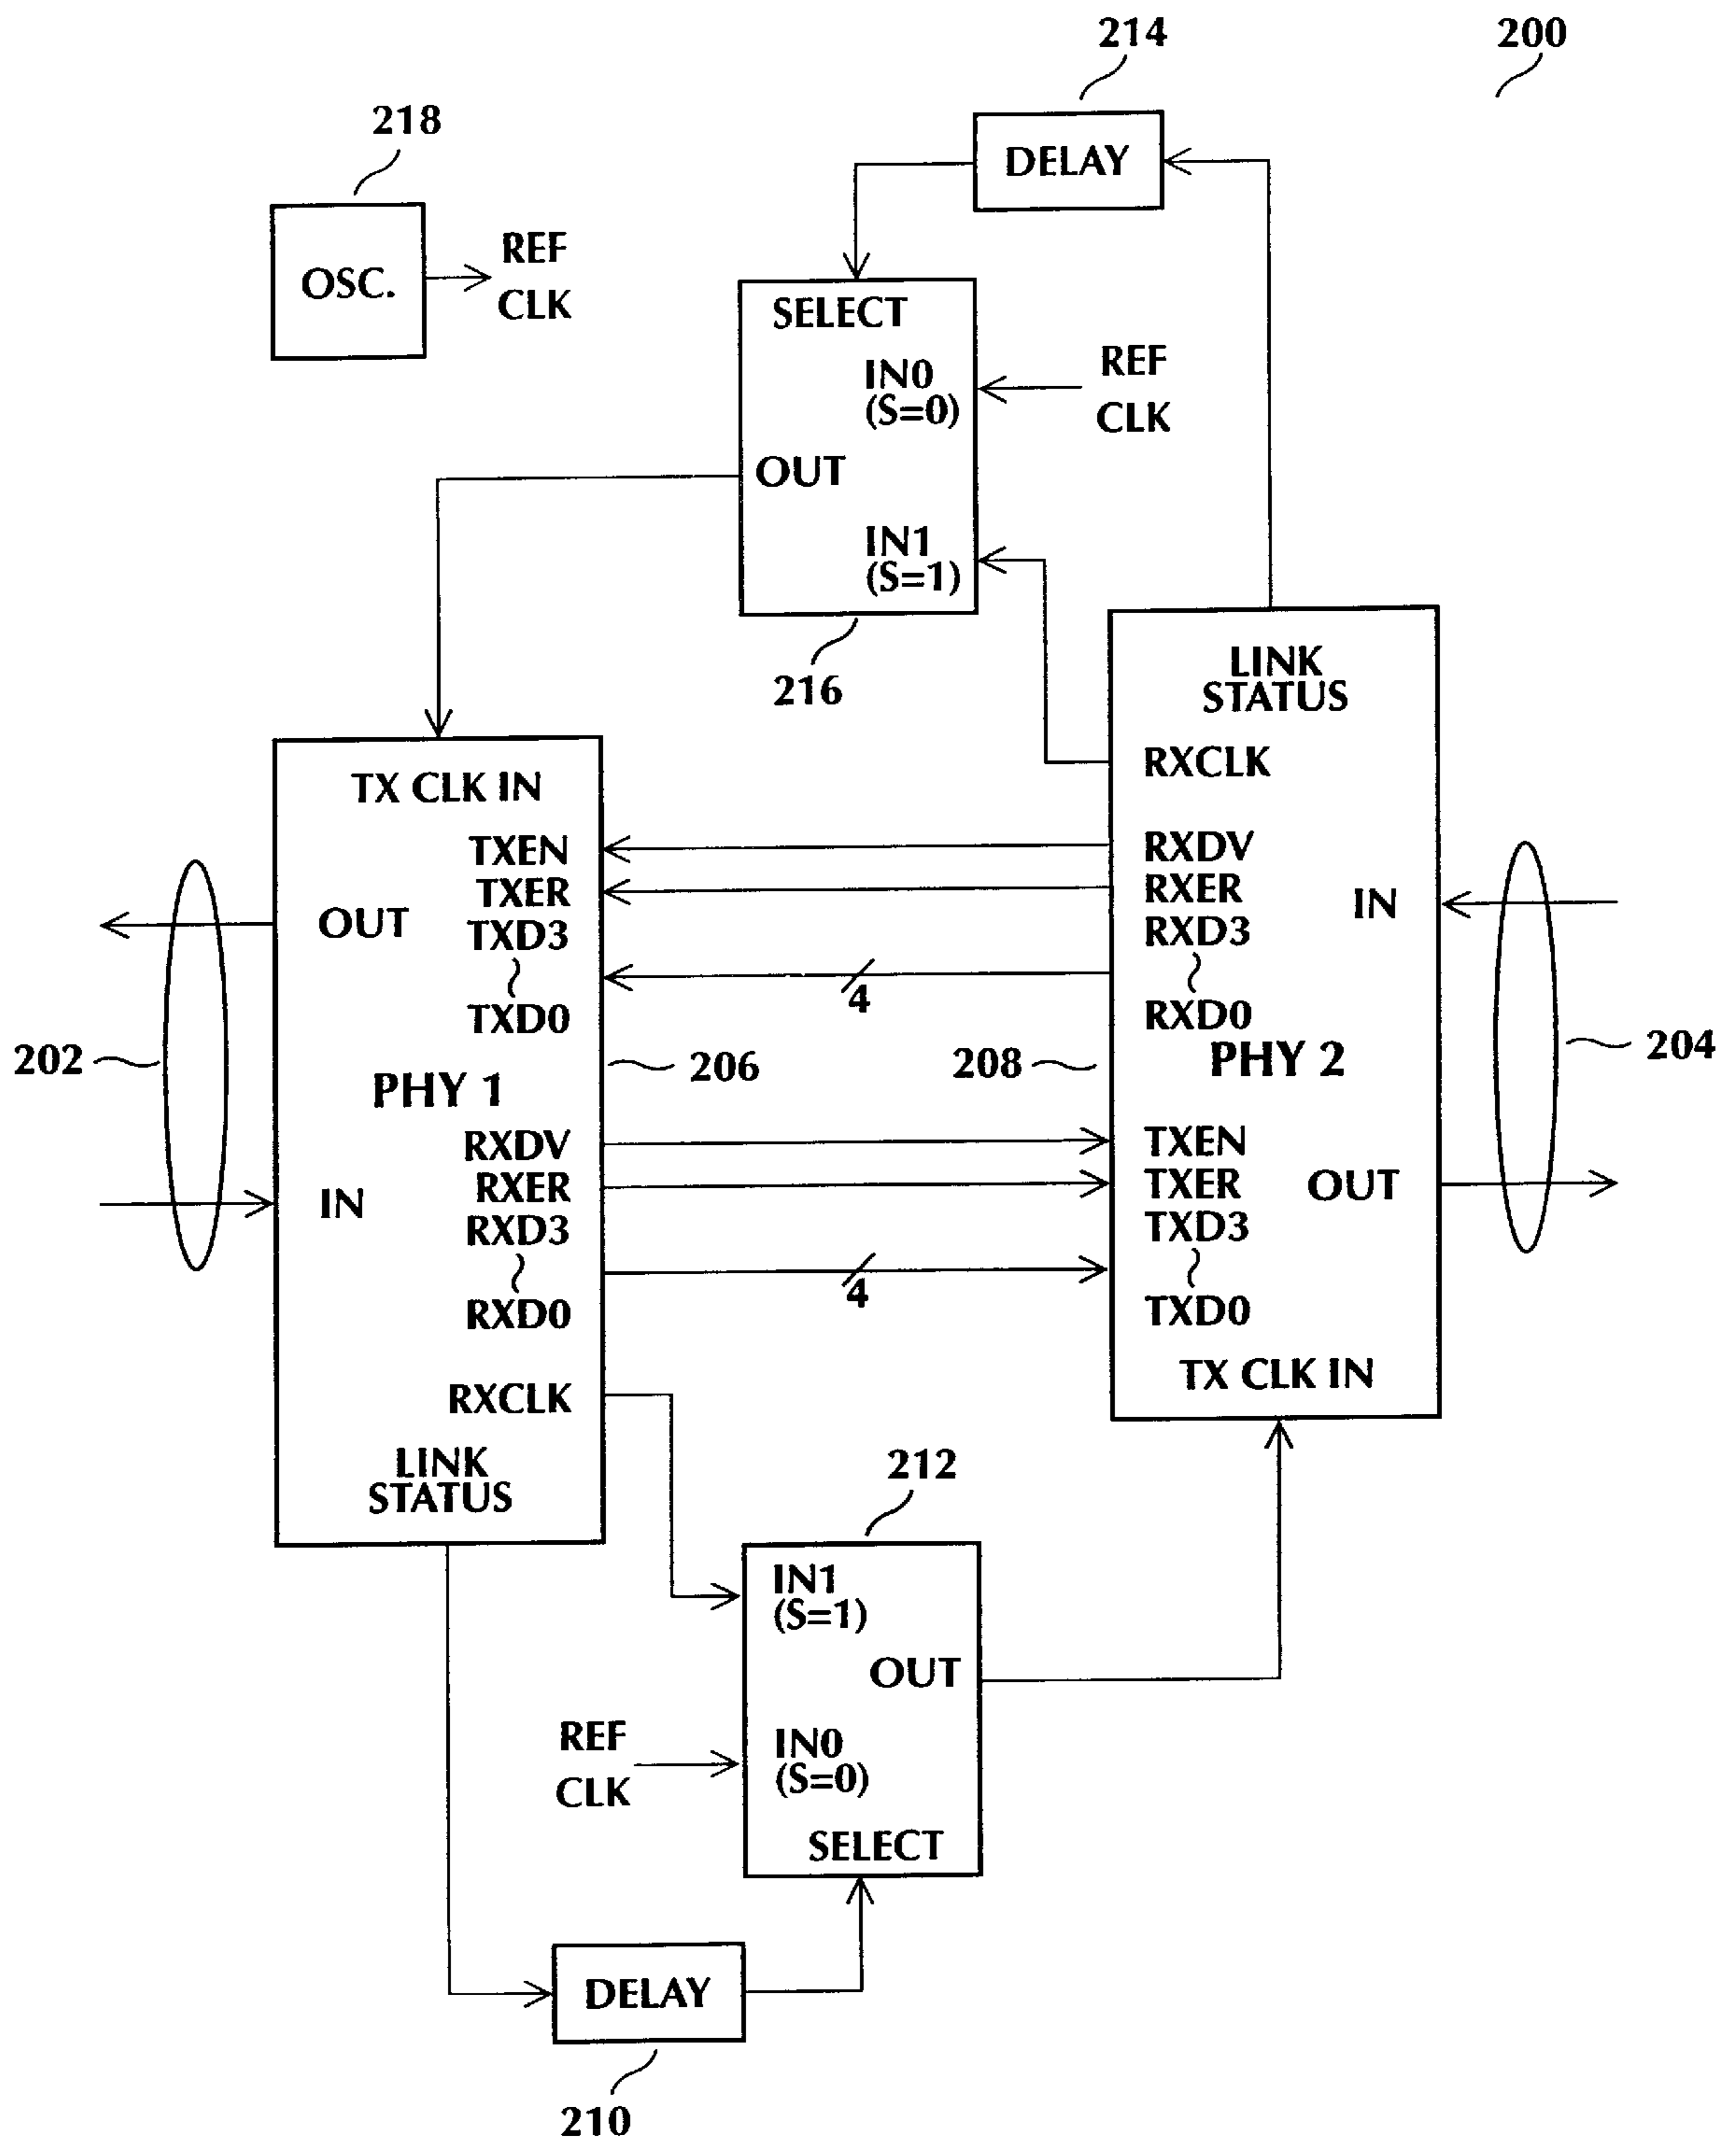 214
200
218
DELAY
OSC.
REF
CLK
SELECT
IN0
(S=0)
REF
CLK
OUT
IN1
(S=1)
216
LINK
STATUS
RXCLK
TX CLK IN
TXEN
TXER
TXD3
TXD0
OUT
RXDV
RXER
RXD3
RXD0
IN
4
202
PHY 1
206
208
PHY 2
204
RXDV
RXER
RXD3
RXD0
IN
TXEN
TXER
TXD3
TXD0
OUT
4
TX CLK IN
RXCLK
LINK
STATUS
212
IN1
(S=1)
OUT
REF
CLK
IN0
(S=0)
SELECT
DELAY
210